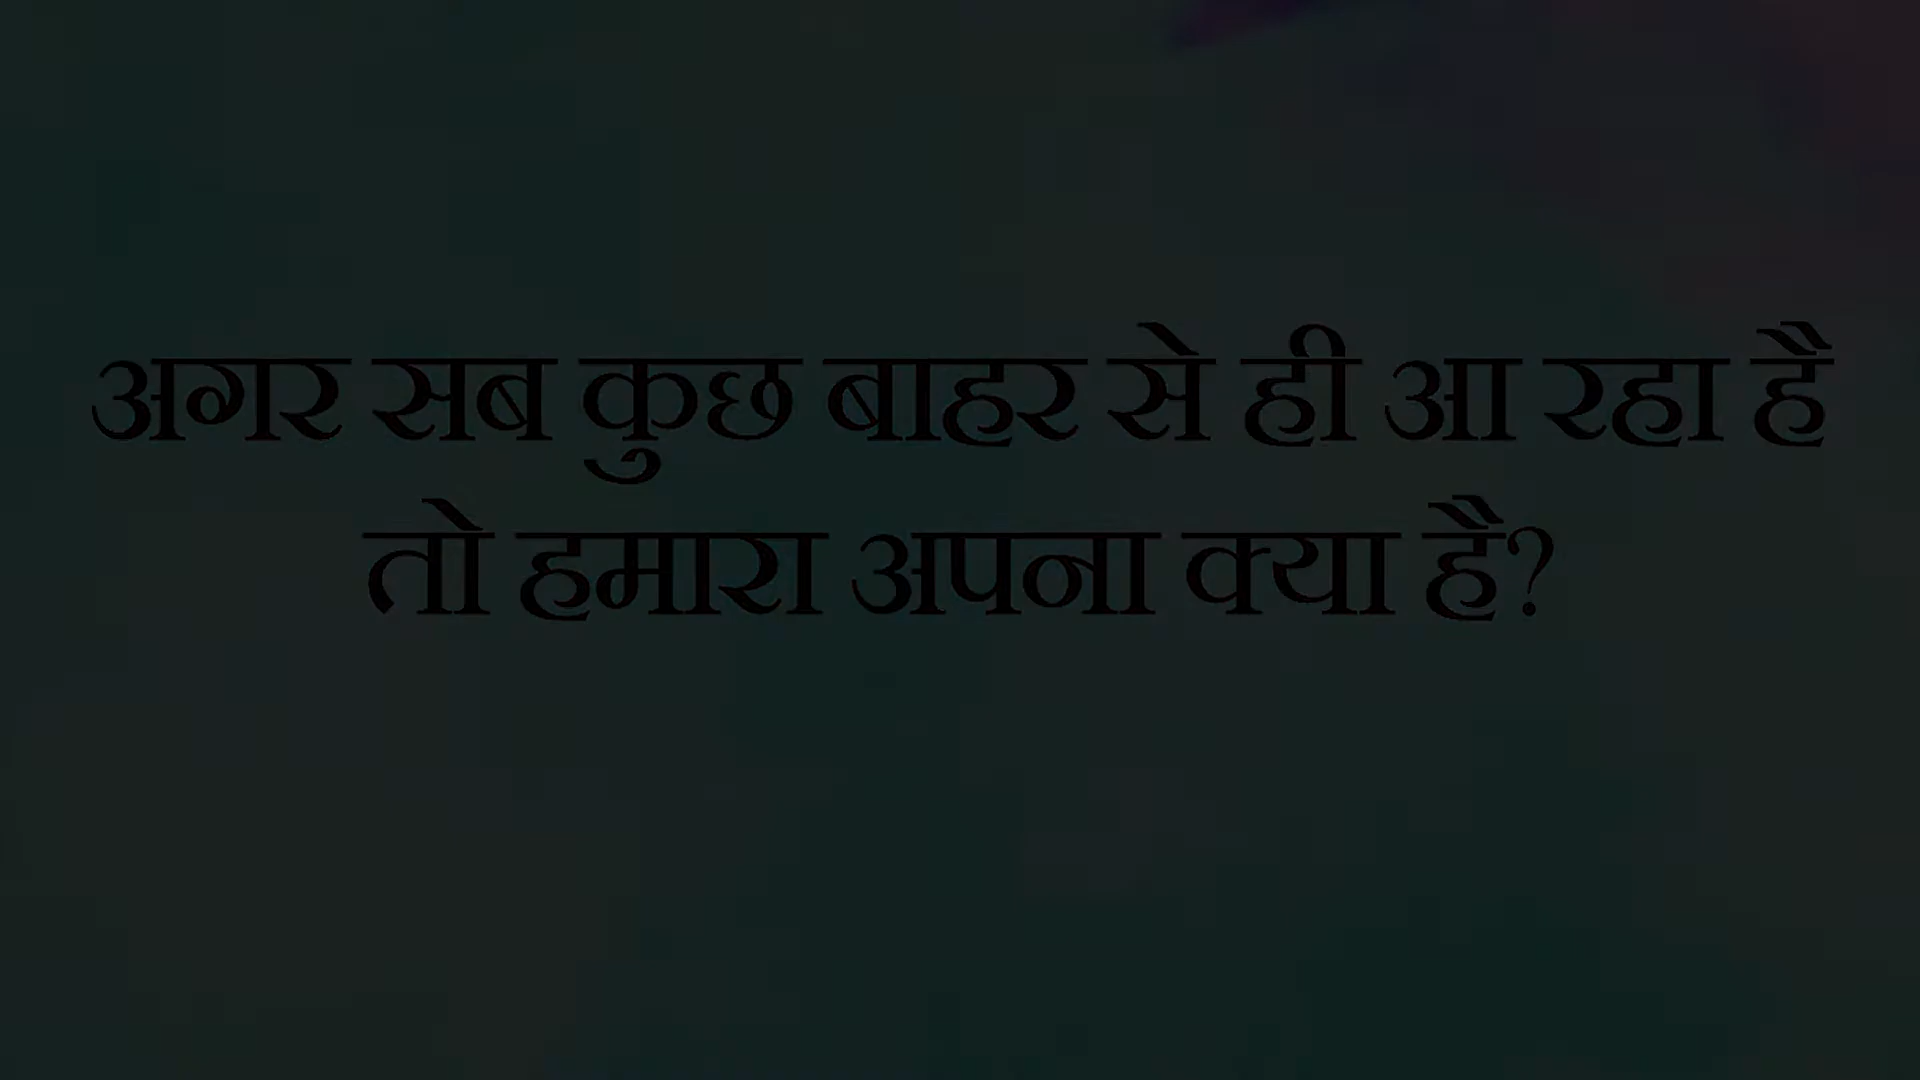 अगर सब कुछ बाहर से ही आ रहा है
तो हमारा अपना क्या है?